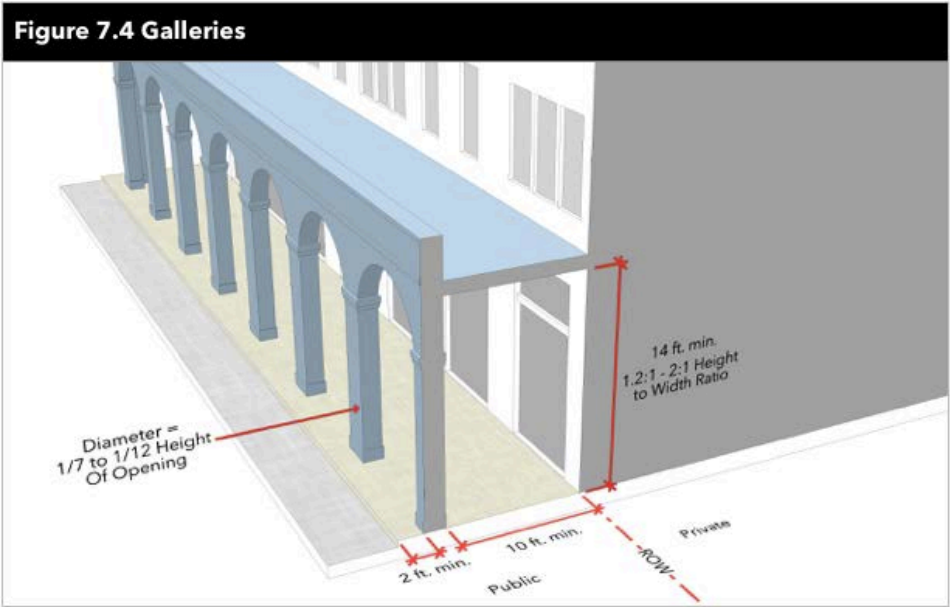 Figure 7.4 Galleries
14 ft. min.
1.2:1 - 2:1 Height
to Width Ratio
Diameter =
1/7 to 1/12 Height
Of Opening
2 ft. min.
10 ft. min.
Public
ROW
Private